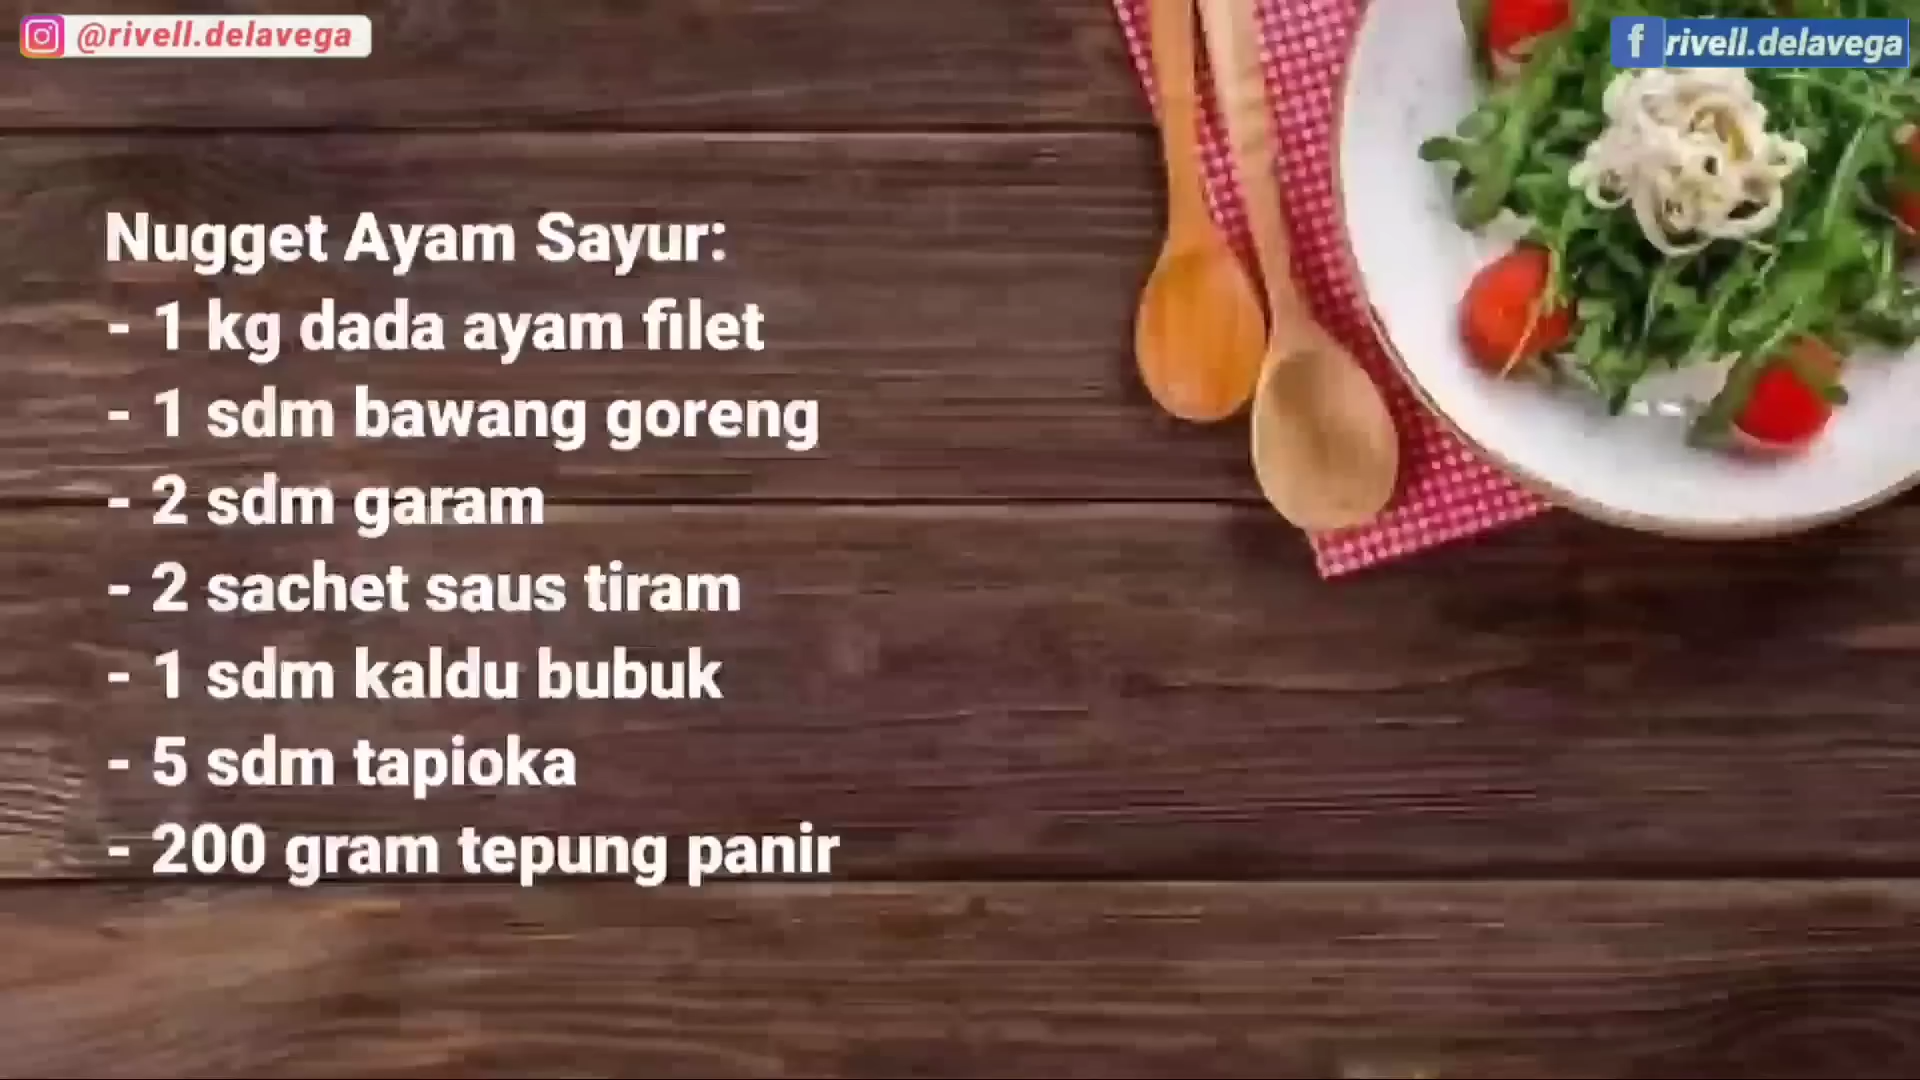 @rivell.delavega
f rivell.delavega
Nugget Ayam Sayur:
- 1 kg dada ayam filet
- 1 sdm bawang goreng
- 2 sdm garam
- 2 sachet saus tiram
- 1 sdm kaldu bubuk
- 5 sdm tapioka
- 200 gram tepung panir